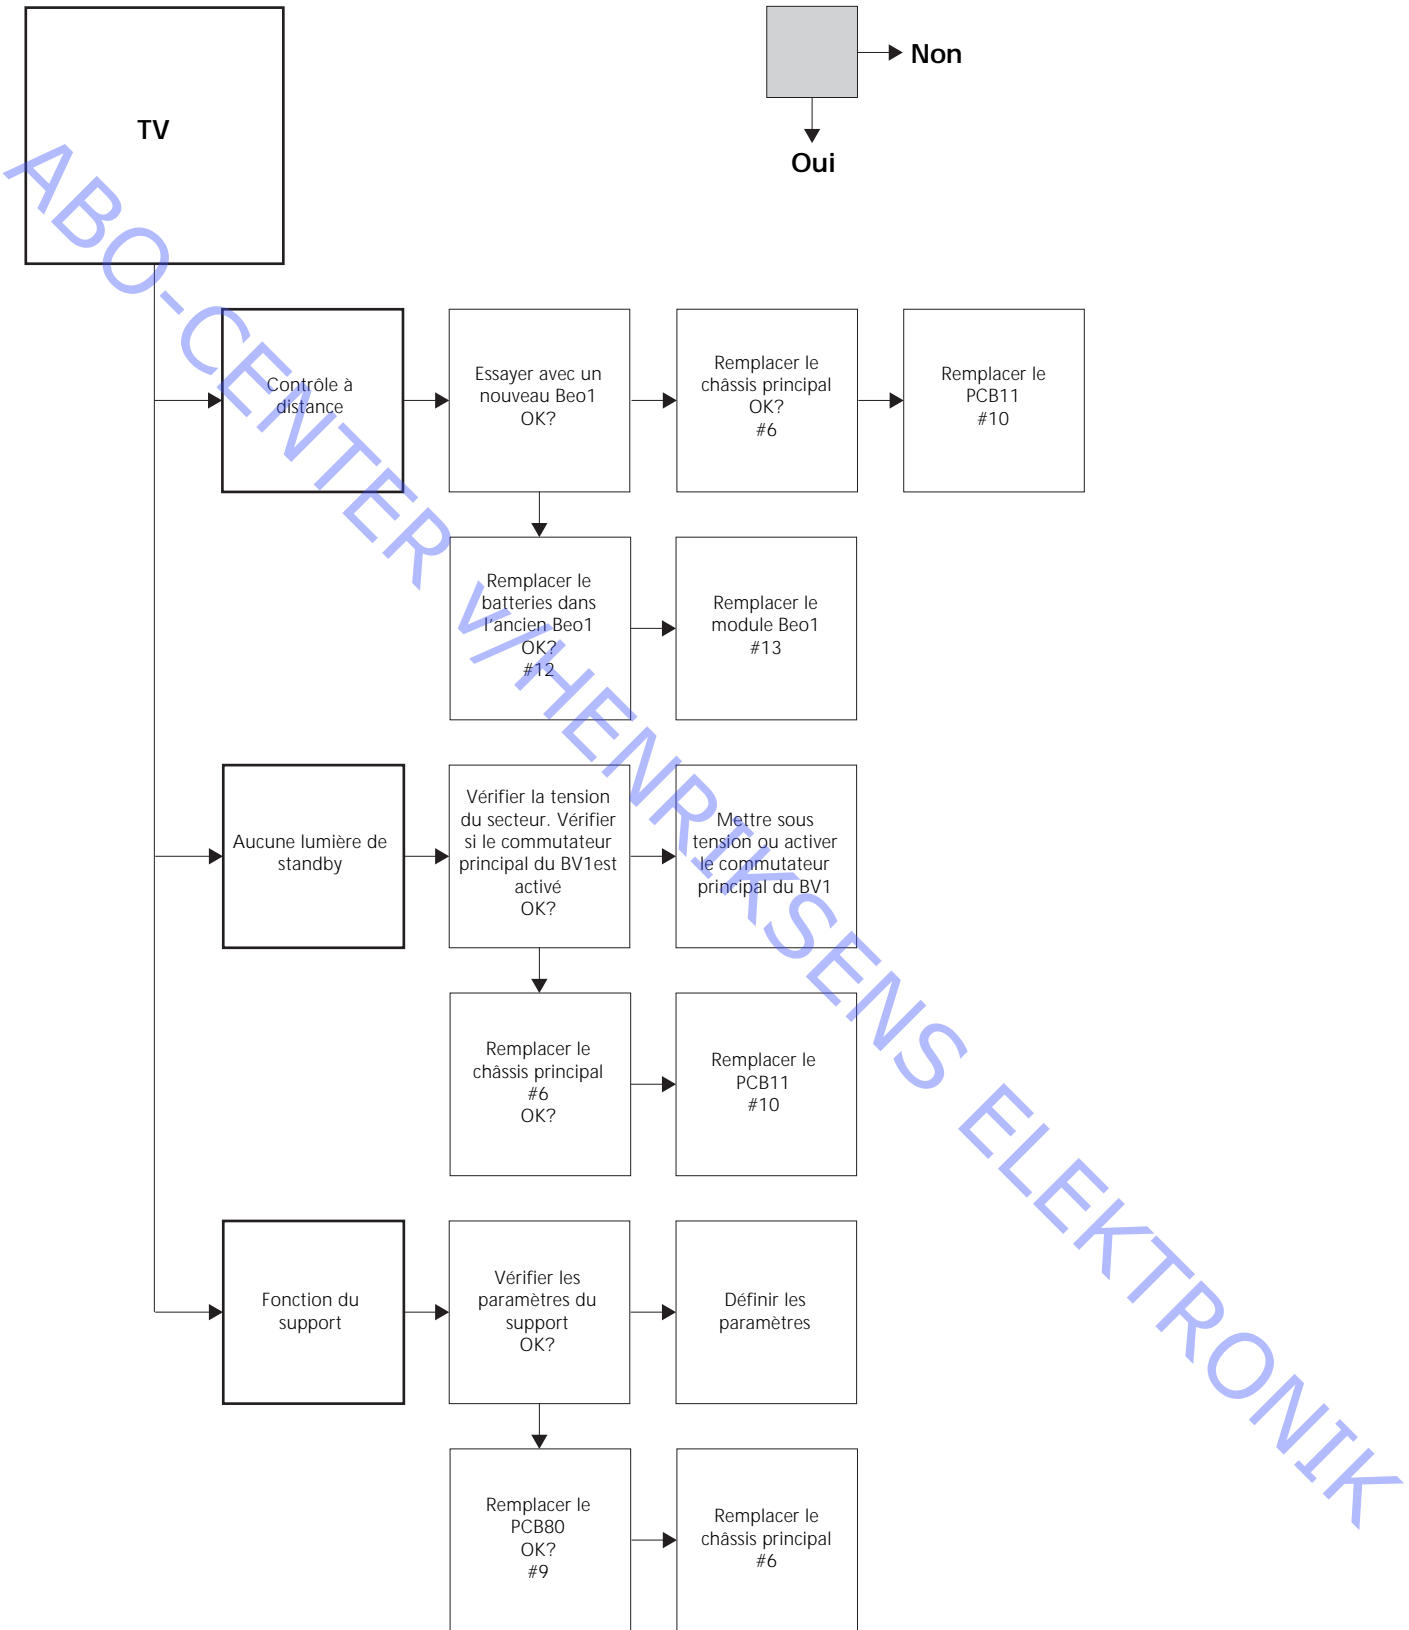 TV
Non
Oui
Contrôle à
distance
Essayer avec un
nouveau Beo1
OK?
Remplacer le
châssis principal
OK?
#6
Remplacer le
PCB11
#10
Remplacer le
batteries dans
l'ancien Beo1
OK?
#12
Remplacer le
module Beo1
#13
Aucune lumière de
standby
Vérifier la tension
du secteur. Vérifier
si le commutateur
principal du BV1est
activé
OK?
Mettre sous
tension ou activer
le commutateur
principal du BV1
Remplacer le
châssis principal
#6
OK?
Remplacer le
PCB11
#10
Fonction du
support
Vérifier les
paramètres du
support
OK?
Définir les
paramètres
Remplacer le
PCB80
OK?
#9
Remplacer le
châssis principal
#6
ABO-CENTER v/HENRIKSENS ELEKTRONIK